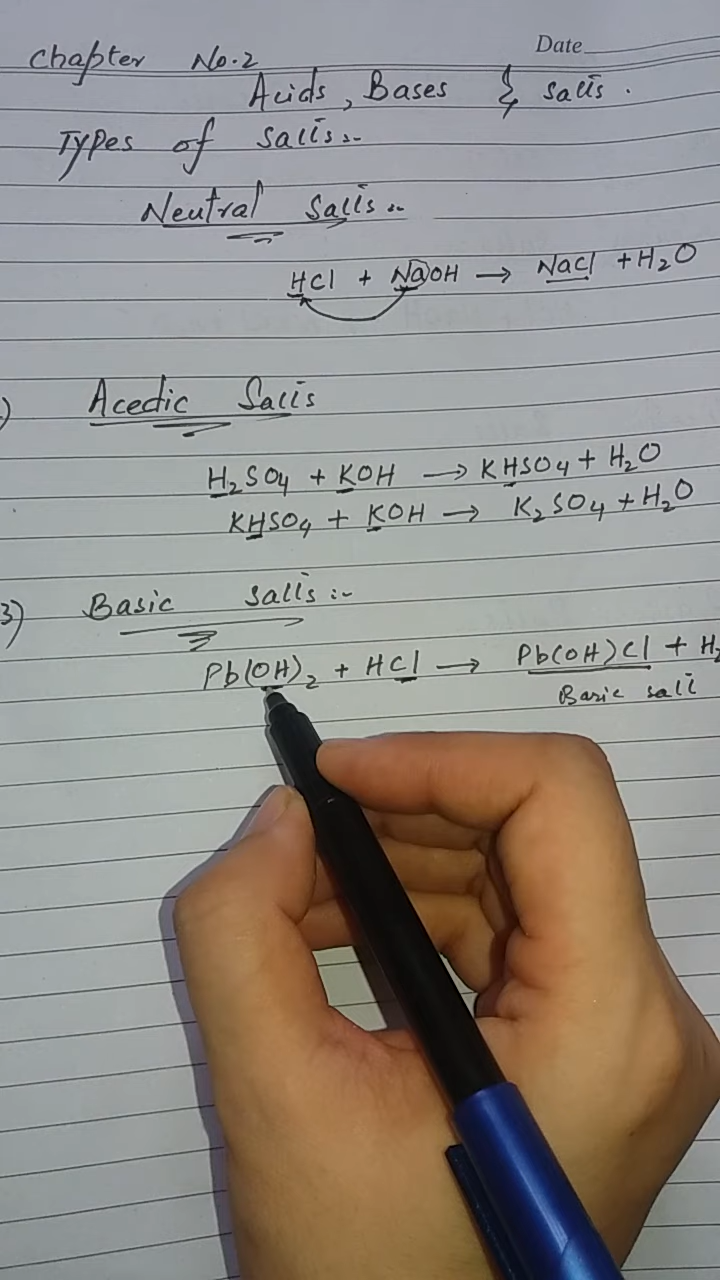 Date
Chapter No.2
Acids, Bases & Salts.
Types of Salts:-
Neutral Salts:-
HCl + NaOH → NaCl + H₂O
) Acedic Salts
H₂SO₄ + KOH → KHSO₄ + H₂O
KHSO₄ + KOH → K₂SO₄ + H₂O
3) Basic Salts:-
Pb(OH)₂ + HCl → Pb(OH)Cl + H₂
Basic salt